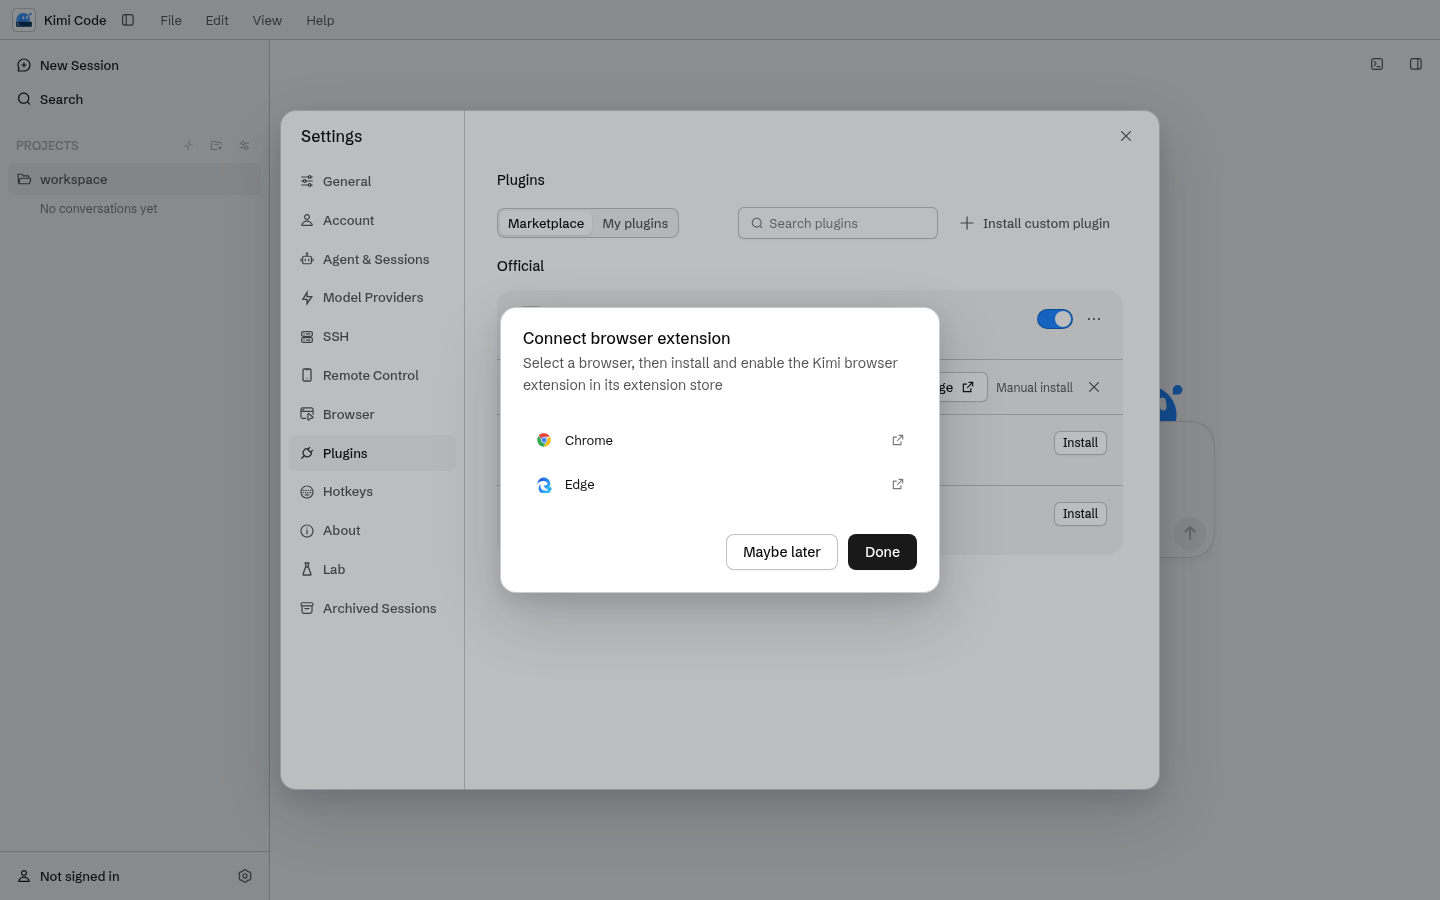 Kimi Code
File
Edit
View
Help
New Session
Search
PROJECTS
workspace
No conversations yet
Not signed in
Settings
General
Account
Agent & Sessions
Model Providers
SSH
Remote Control
Browser
Plugins
Hotkeys
About
Lab
Archived Sessions
Plugins
Marketplace
My plugins
Search plugins
Install custom plugin
Official
Manual install
Install
Install
Connect browser extension
Select a browser, then install and enable the Kimi browser
extension in its extension store
Chrome
Edge
Maybe later
Done